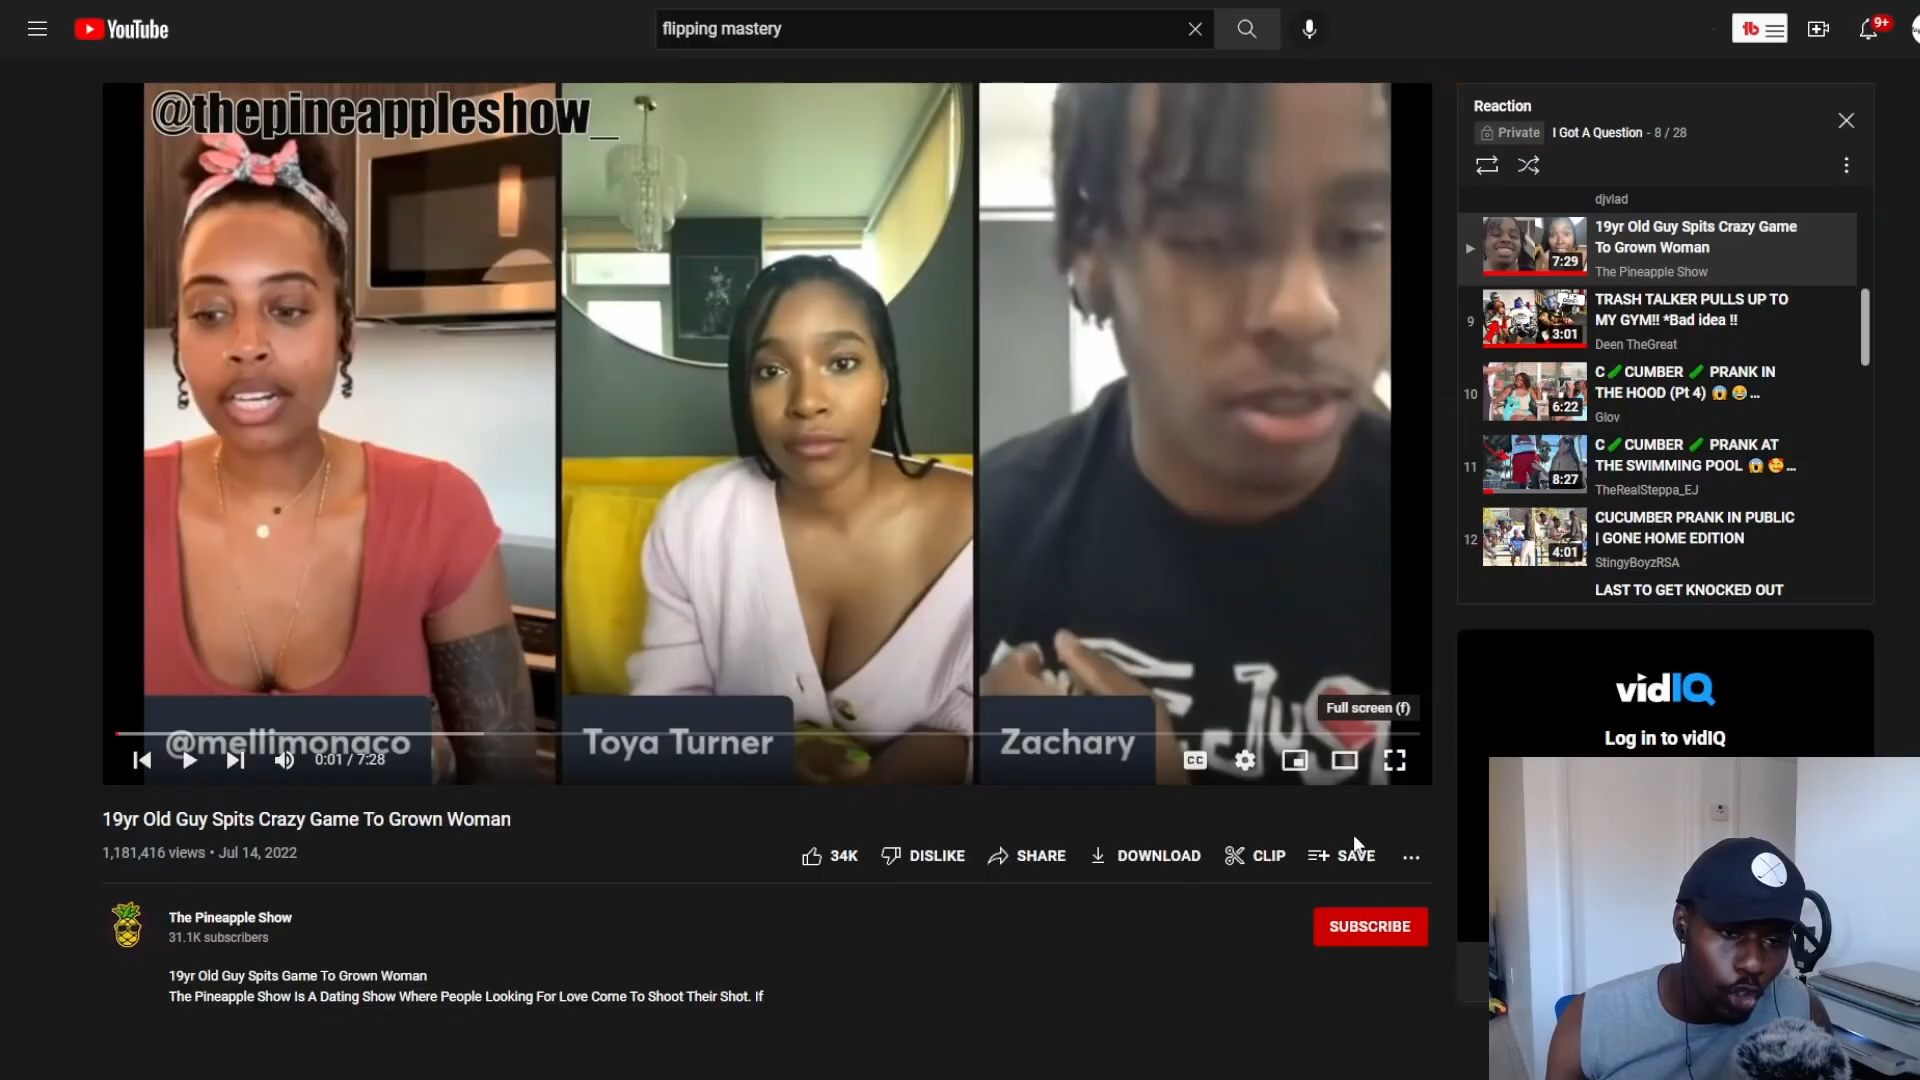 YouTube
flipping mastery
9+
@thepineappleshow_
@mellimonaco
Toya Turner
Zachary
Full screen (f)
0:01 / 7:28
CC
19yr Old Guy Spits Crazy Game To Grown Woman
1,181,416 views • Jul 14, 2022
34K
DISLIKE
SHARE
DOWNLOAD
CLIP
SAVE
The Pineapple Show
31.1K subscribers
SUBSCRIBE
19yr Old Guy Spits Game To Grown Woman
The Pineapple Show Is A Dating Show Where People Looking For Love Come To Shoot Their Shot. If
Reaction
Private
I Got A Question - 8 / 28
djvlad
7:29
19yr Old Guy Spits Crazy Game
To Grown Woman
The Pineapple Show
9
3:01
TRASH TALKER PULLS UP TO
MY GYM!! *Bad idea !!
Deen TheGreat
10
6:22
C🥒CUMBER 🥒 PRANK IN
THE HOOD (Pt 4) 😱 😂 ...
Glov
11
8:27
C🥒CUMBER 🥒 PRANK AT
THE SWIMMING POOL 😱 🥰 ...
TheRealSteppa_EJ
12
4:01
CUCUMBER PRANK IN PUBLIC
| GONE HOME EDITION
StingyBoyzRSA
LAST TO GET KNOCKED OUT
vidIQ
Log in to vidIQ